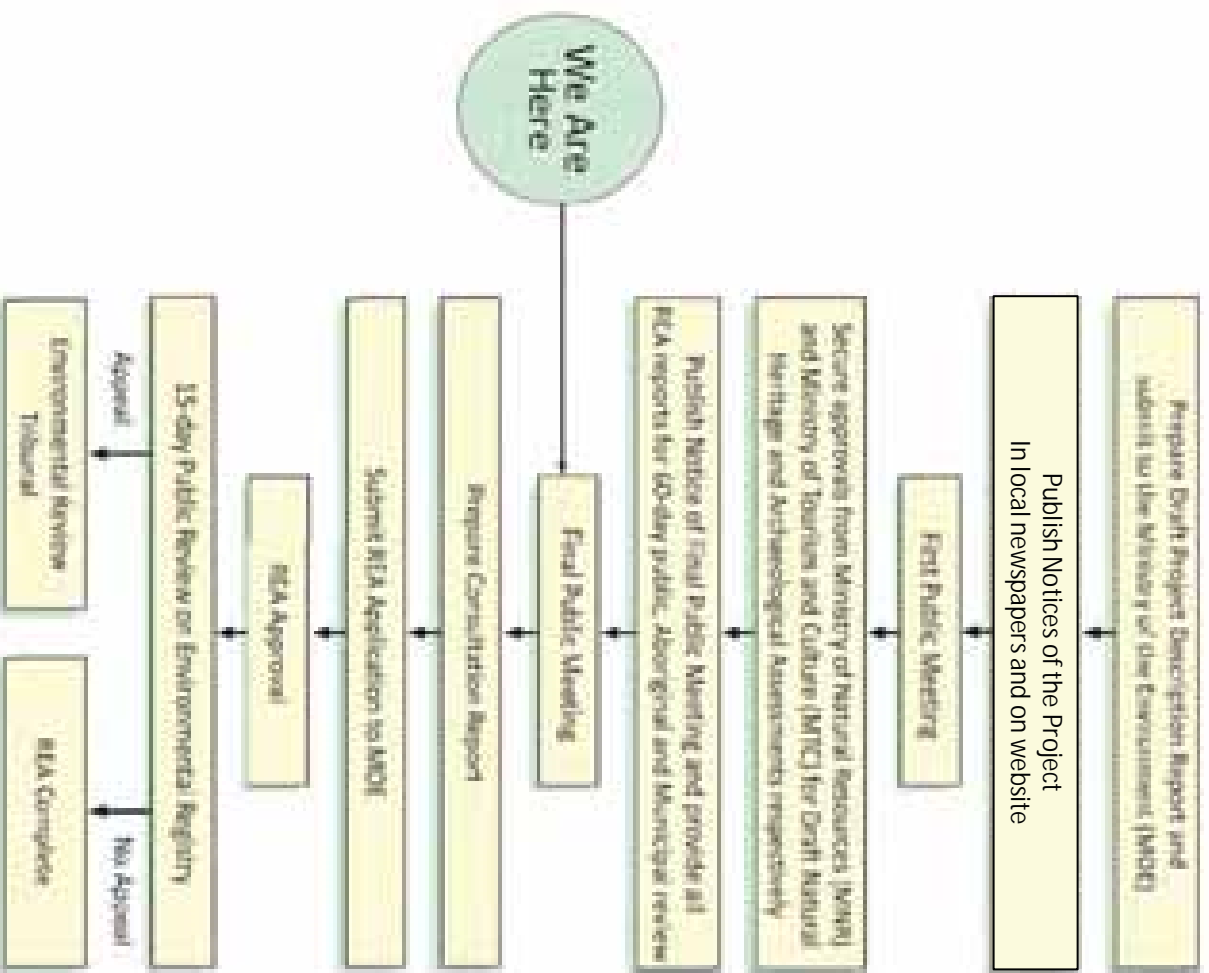 Prepare Draft Project Description Report and
submit to the Ministry of the Environment (MOE)
Publish Notices of the Project
In local newspapers and on website
First Public Meeting
Secure approvals from Ministry of Natural Resources (MNR)
and Ministry of Tourism and Culture (MTC) for Draft Natural
Heritage and Archaeological Assessments respectively
Publish Notice of Final Public Meeting and provide all
REA reports for 60-day public, Aboriginal and Municipal review
We Are
Here
Final Public Meeting
Prepare Consultation Report
Submit REA Application to MOE
REA Approval
15-day Public Review on Environmental Registry
Appeal
No Appeal
Environmental Review
Tribunal
REA Complete